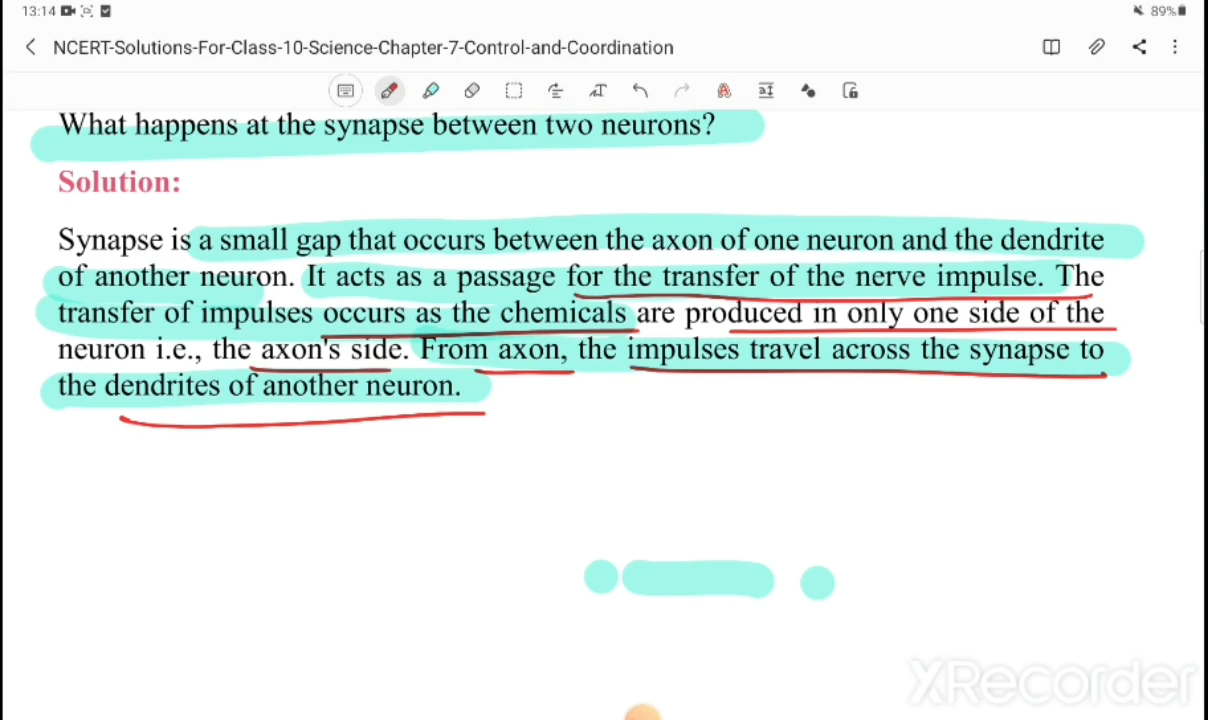 13:14 89%
NCERT-Solutions-For-Class-10-Science-Chapter-7-Control-and-Coordination
What happens at the synapse between two neurons?
Solution:
Synapse is a small gap that occurs between the axon of one neuron and the dendrite
of another neuron. It acts as a passage for the transfer of the nerve impulse. The
transfer of impulses occurs as the chemicals are produced in only one side of the
neuron i.e., the axon's side. From axon, the impulses travel across the synapse to
the dendrites of another neuron.
XRecorder